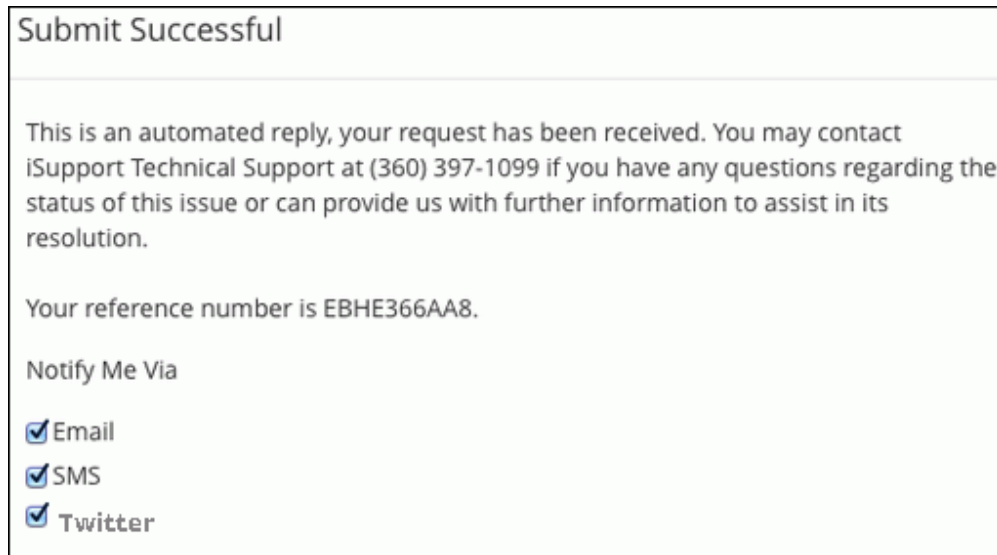 Submit Successful
This is an automated reply, your request has been received. You may contact
iSupport Technical Support at (360) 397-1099 if you have any questions regarding the
status of this issue or can provide us with further information to assist in its
resolution.
Your reference number is EBHE366AA8.
Notify Me Via
Email
SMS
Twitter